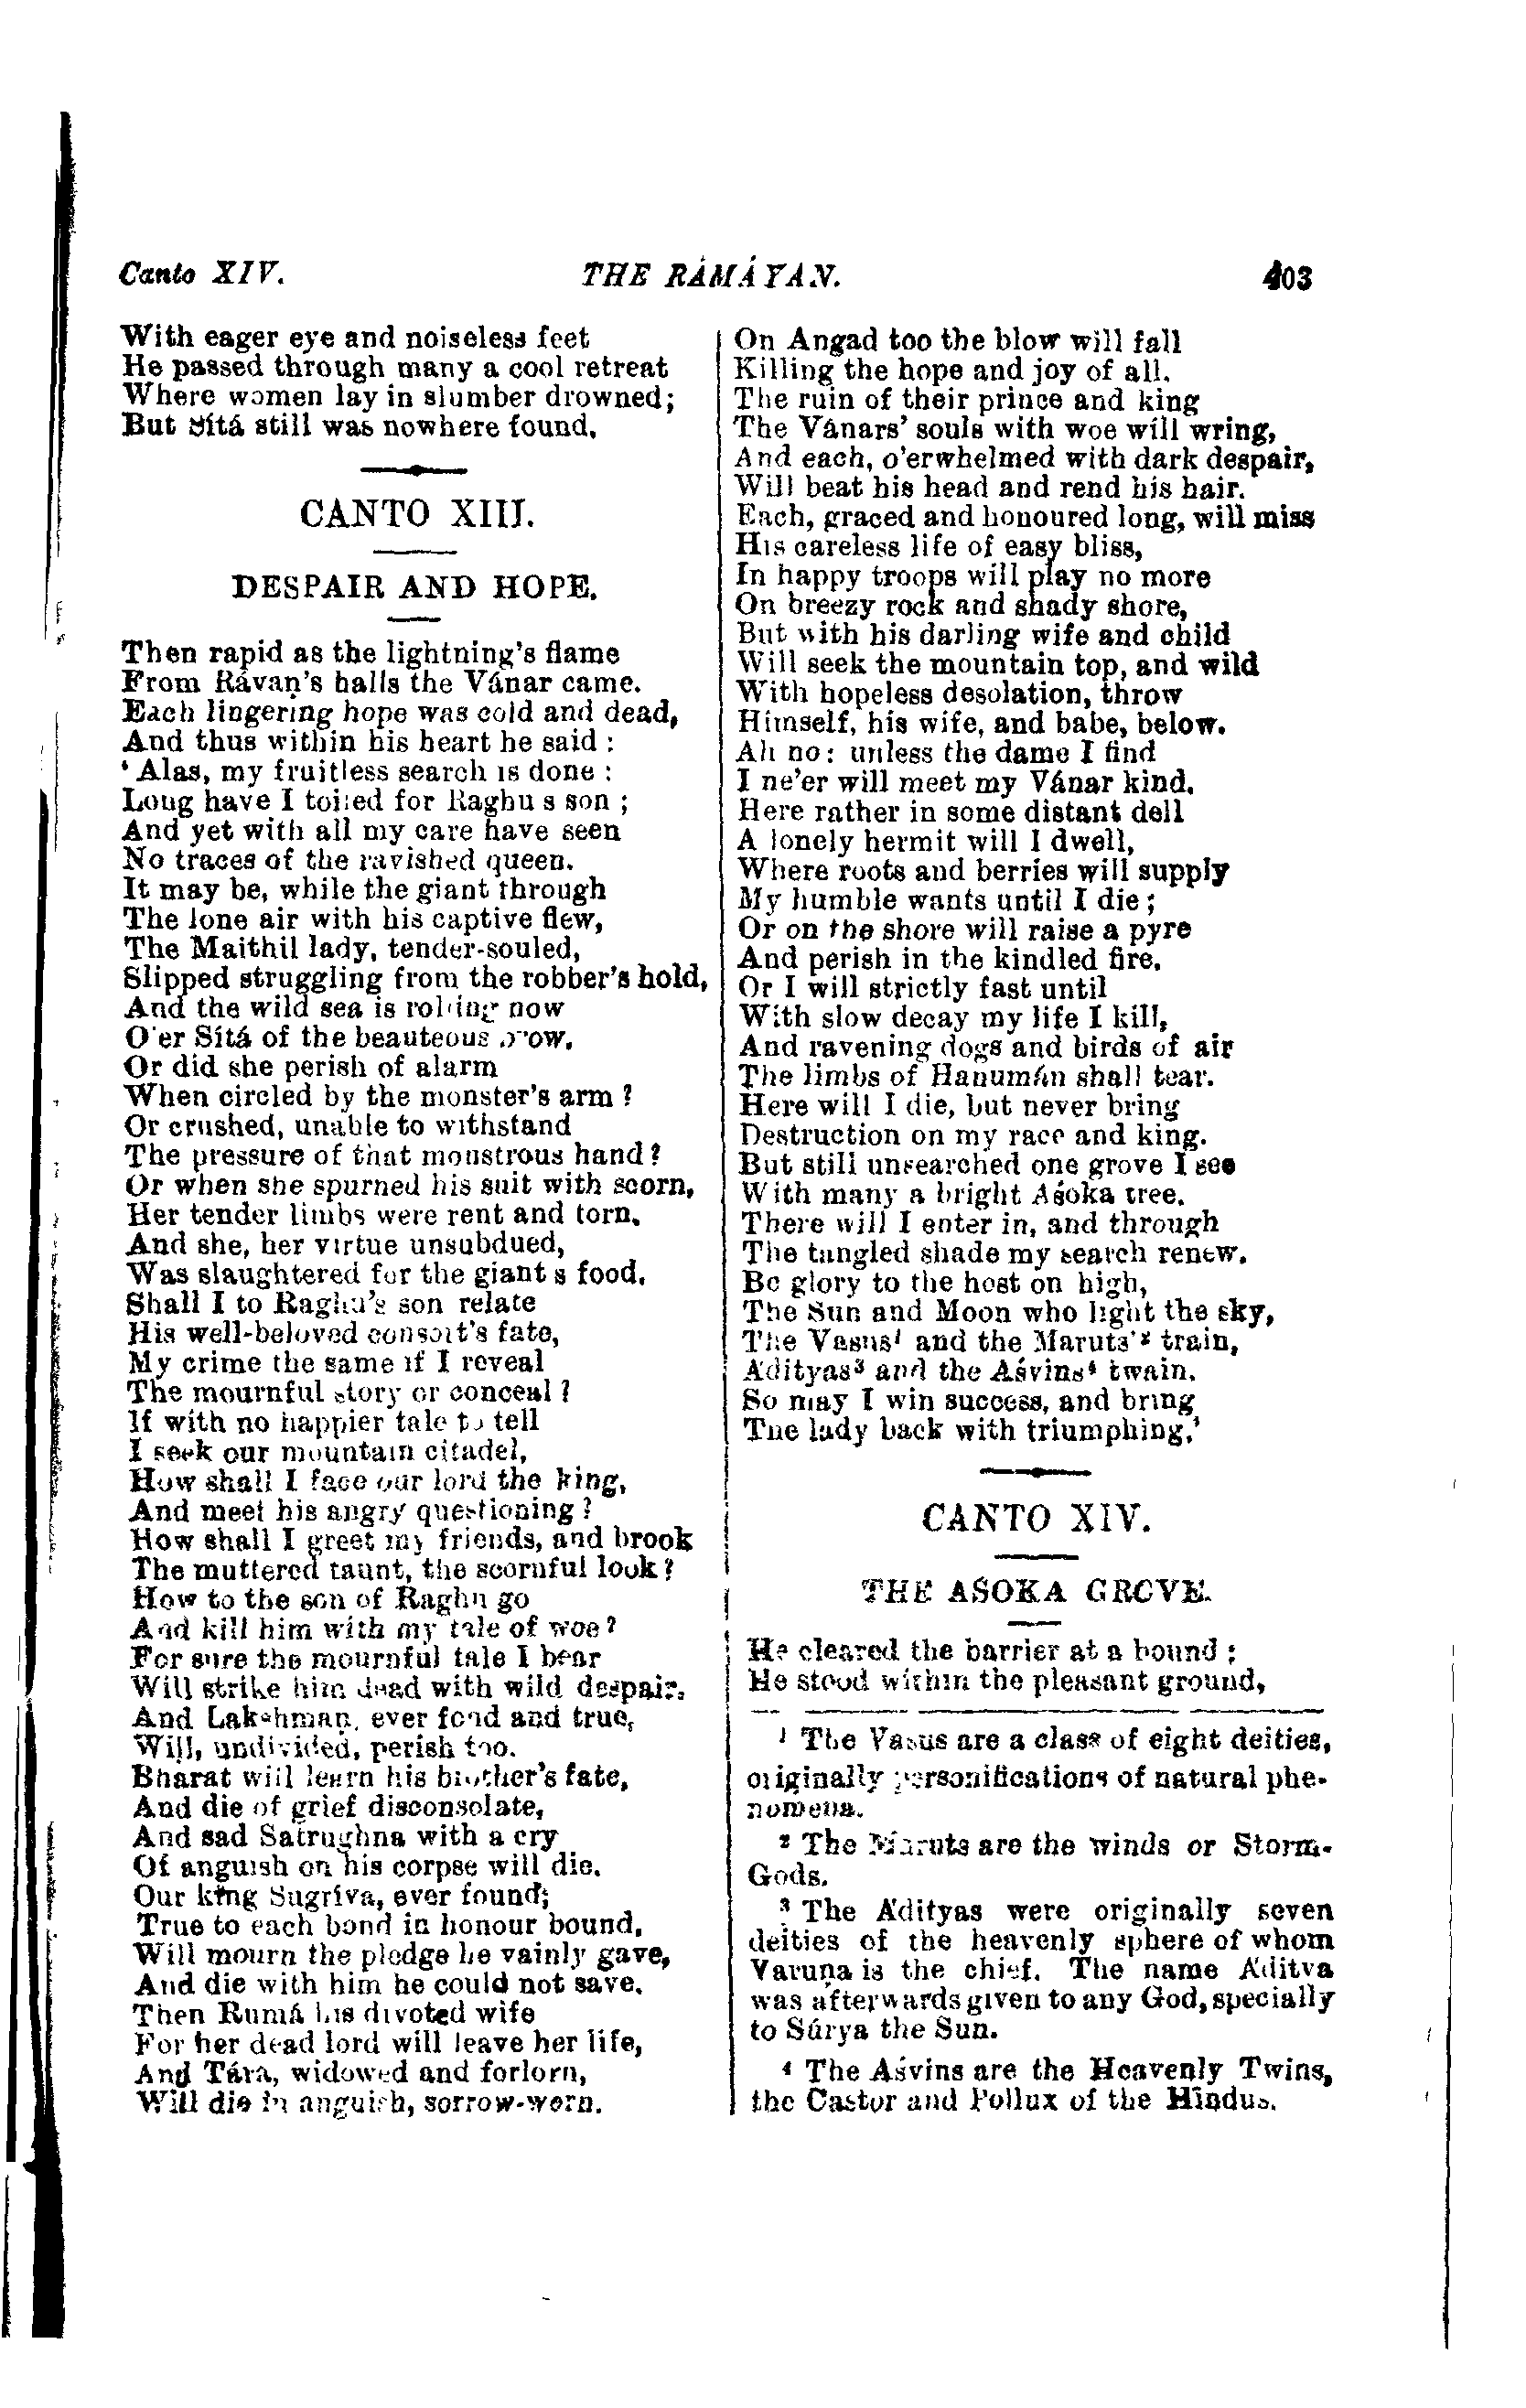 Canto XIV. THE RÁMÁYAN. 403
With eager eye and noiseless feet
He passed through many a cool retreat
Where women lay in slumber drowned;
But Sítá still was nowhere found.
CANTO XIII.
DESPAIR AND HOPE.
Then rapid as the lightning's flame
From Rávaṇ's halls the Vánar came.
Each lingering hope was cold and dead,
And thus within his heart he said :
‘ Alas, my fruitless search is done :
Long have I toiled for Raghu's son ;
And yet with all my care have seen
No traces of the ravished queen.
It may be, while the giant through
The lone air with his captive flew,
The Maithil lady, tender-souled,
Slipped struggling from the robber's hold,
And the wild sea is rolling now
O'er Sítá of the beauteous brow.
Or did she perish of alarm
When circled by the monster's arm ?
Or crushed, unable to withstand
The pressure of that monstrous hand ?
Or when she spurned his suit with scorn,
Her tender limbs were rent and torn.
And she, her virtue unsubdued,
Was slaughtered for the giant's food.
Shall I to Raghu's son relate
His well-beloved consort's fate,
My crime the same if I reveal
The mournful story or conceal ?
If with no happier tale to tell
I seek our mountain citadel,
How shall I face our lord the king,
And meet his angry questioning ?
How shall I greet my friends, and brook
The muttered taunt, the scornful look ?
How to the son of Raghu go
And kill him with my tale of woe ?
For sure the mournful tale I bear
Will strike him dead with wild despair.
And Lakshmaṇ, ever fond and true,
Will, undivided, perish too.
Bharat will learn his brother's fate,
And die of grief disconsolate,
And sad Śatrughna with a cry
Of anguish on his corpse will die.
Our king Sugríva, ever found
True to each bond in honour bound,
Will mourn the pledge he vainly gave,
And die with him he could not save.
Then Rumá his divoted wife
For her dead lord will leave her life,
And Tárá, widowed and forlorn,
Will die in anguish, sorrow-worn.
On Angad too the blow will fall
Killing the hope and joy of all.
The ruin of their prince and king
The Vánars' souls with woe will wring,
And each, o'erwhelmed with dark despair,
Will beat his head and rend his hair.
Each, graced and honoured long, will miss
His careless life of easy bliss,
In happy troops will play no more
On breezy rock and shady shore,
But with his darling wife and child
Will seek the mountain top, and wild
With hopeless desolation, throw
Himself, his wife, and babe, below.
Ah no: unless the dame I find
I ne'er will meet my Vánar kind.
Here rather in some distant dell
A lonely hermit will I dwell,
Where roots and berries will supply
My humble wants until I die ;
Or on the shore will raise a pyre
And perish in the kindled fire.
Or I will strictly fast until
With slow decay my life I kill,
And ravening dogs and birds of air
The limbs of Hanumán shall tear.
Here will I die, but never bring
Destruction on my race and king.
But still unsearched one grove I see
With many a bright Aśoka tree.
There will I enter in, and through
The tangled shade my search renew.
Be glory to the host on high,
The Sun and Moon who light the sky,
The Vasus¹ and the Maruts'² train,
Ádityas³ and the Aśvins⁴ twain.
So may I win success, and bring
The lady back with triumphing.’
CANTO XIV.
THE AŚOKA GROVE.
He cleared the barrier at a bound ;
He stood within the pleasant ground,
¹ The Vasus are a class of eight deities,
originally personifications of natural phe-
nomena.
² The Maruts are the winds or Storm-
Gods.
³ The Ádityas were originally seven
deities of the heavenly sphere of whom
Varuṇa is the chief. The name Áditya
was afterwards given to any God, specially
to Súrya the Sun.
⁴ The Aśvins are the Heavenly Twins,
the Castor and Pollux of the Hindus.